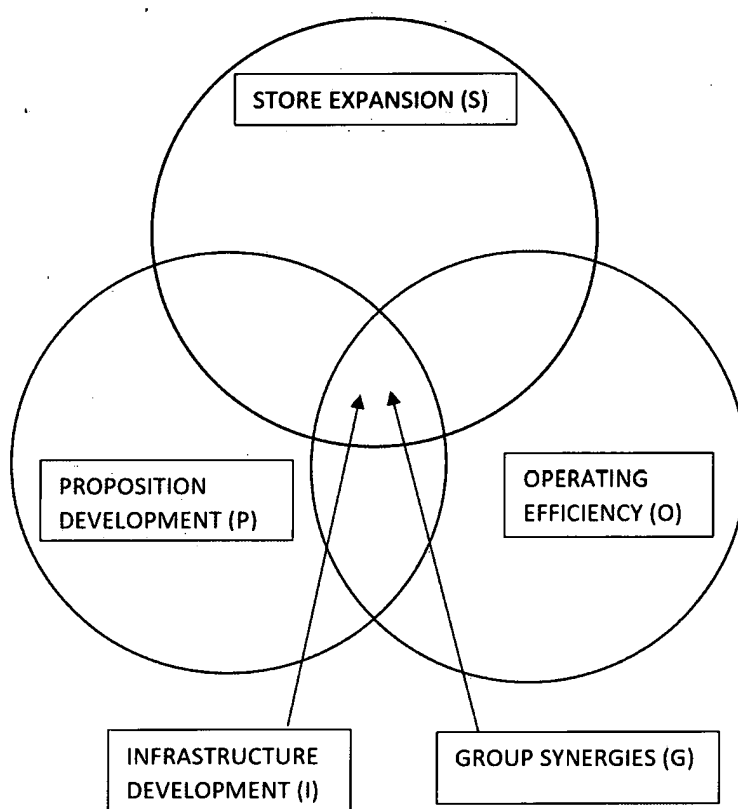 STORE EXPANSION (S)
PROPOSITION
DEVELOPMENT (P)
OPERATING
EFFICIENCY (O)
INFRASTRUCTURE
DEVELOPMENT (I)
GROUP SYNERGIES (G)